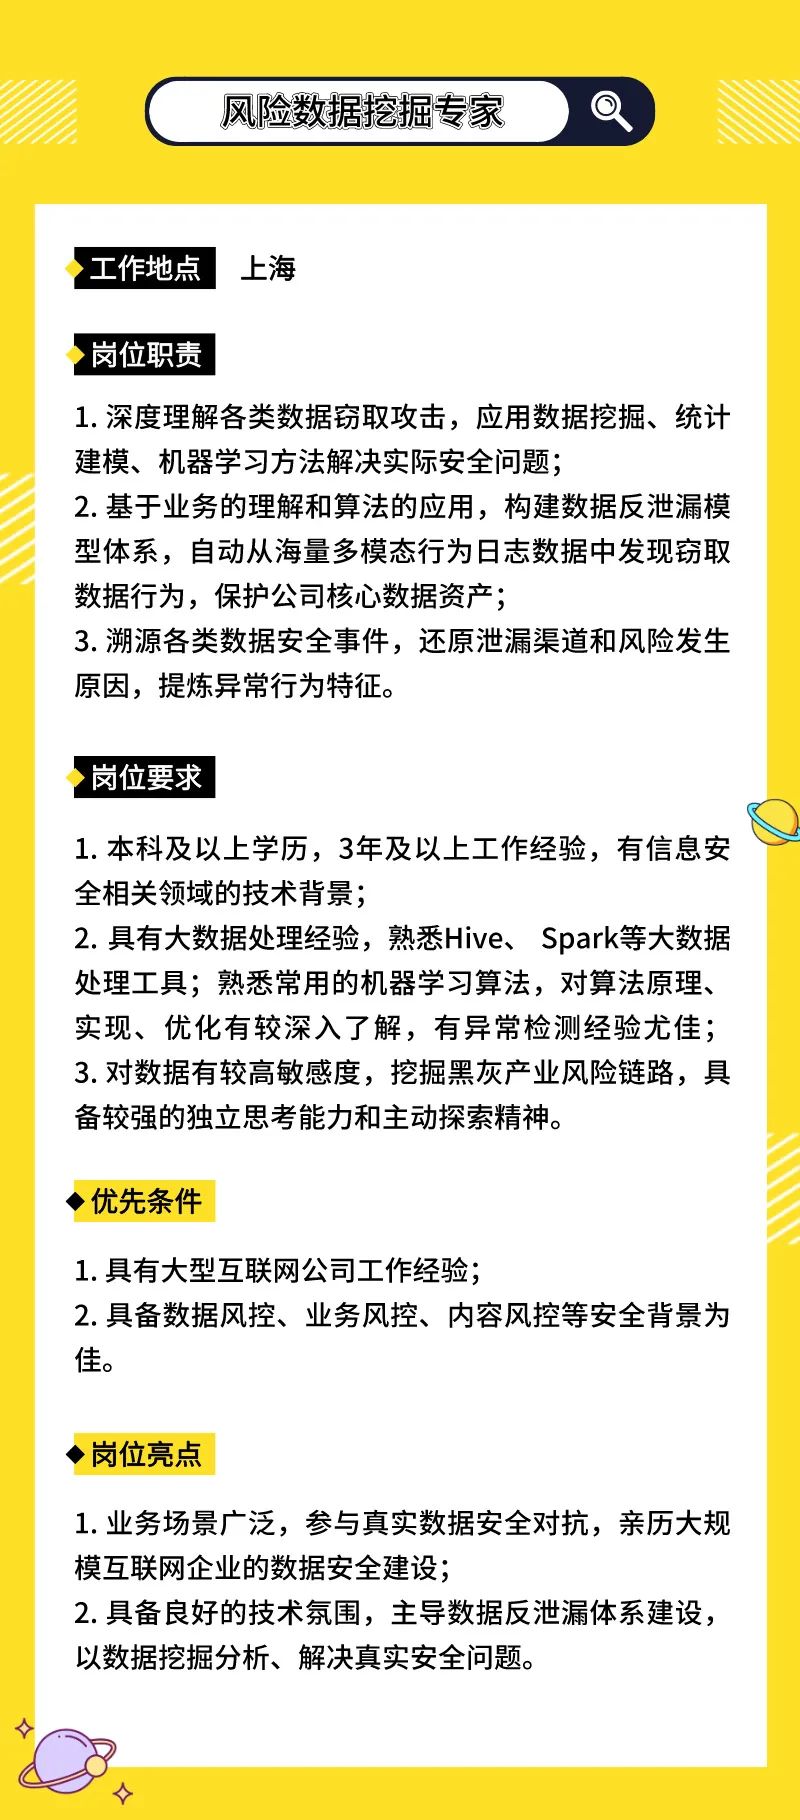 风险数据挖掘专家
工作地点 上海
岗位职责
1. 深度理解各类数据窃取攻击，应用数据挖掘、统计
建模、机器学习方法解决实际安全问题；
2. 基于业务的理解和算法的应用，构建数据反泄漏模
型体系，自动从海量多模态行为日志数据中发现窃取
数据行为，保护公司核心数据资产；
3. 溯源各类数据安全事件，还原泄漏渠道和风险发生
原因，提炼异常行为特征。
岗位要求
1. 本科及以上学历，3年及以上工作经验，有信息安
全相关领域的技术背景；
2. 具有大数据处理经验，熟悉Hive、 Spark等大数据
处理工具；熟悉常用的机器学习算法，对算法原理、
实现、优化有较深入了解，有异常检测经验尤佳；
3. 对数据有较高敏感度，挖掘黑灰产业风险链路，具
备较强的独立思考能力和主动探索精神。
优先条件
1. 具有大型互联网公司工作经验；
2. 具备数据风控、业务风控、内容风控等安全背景为
佳。
岗位亮点
1. 业务场景广泛，参与真实数据安全对抗，亲历大规
模互联网企业的数据安全建设；
2. 具备良好的技术氛围，主导数据反泄漏体系建设，
以数据挖掘分析、解决真实安全问题。